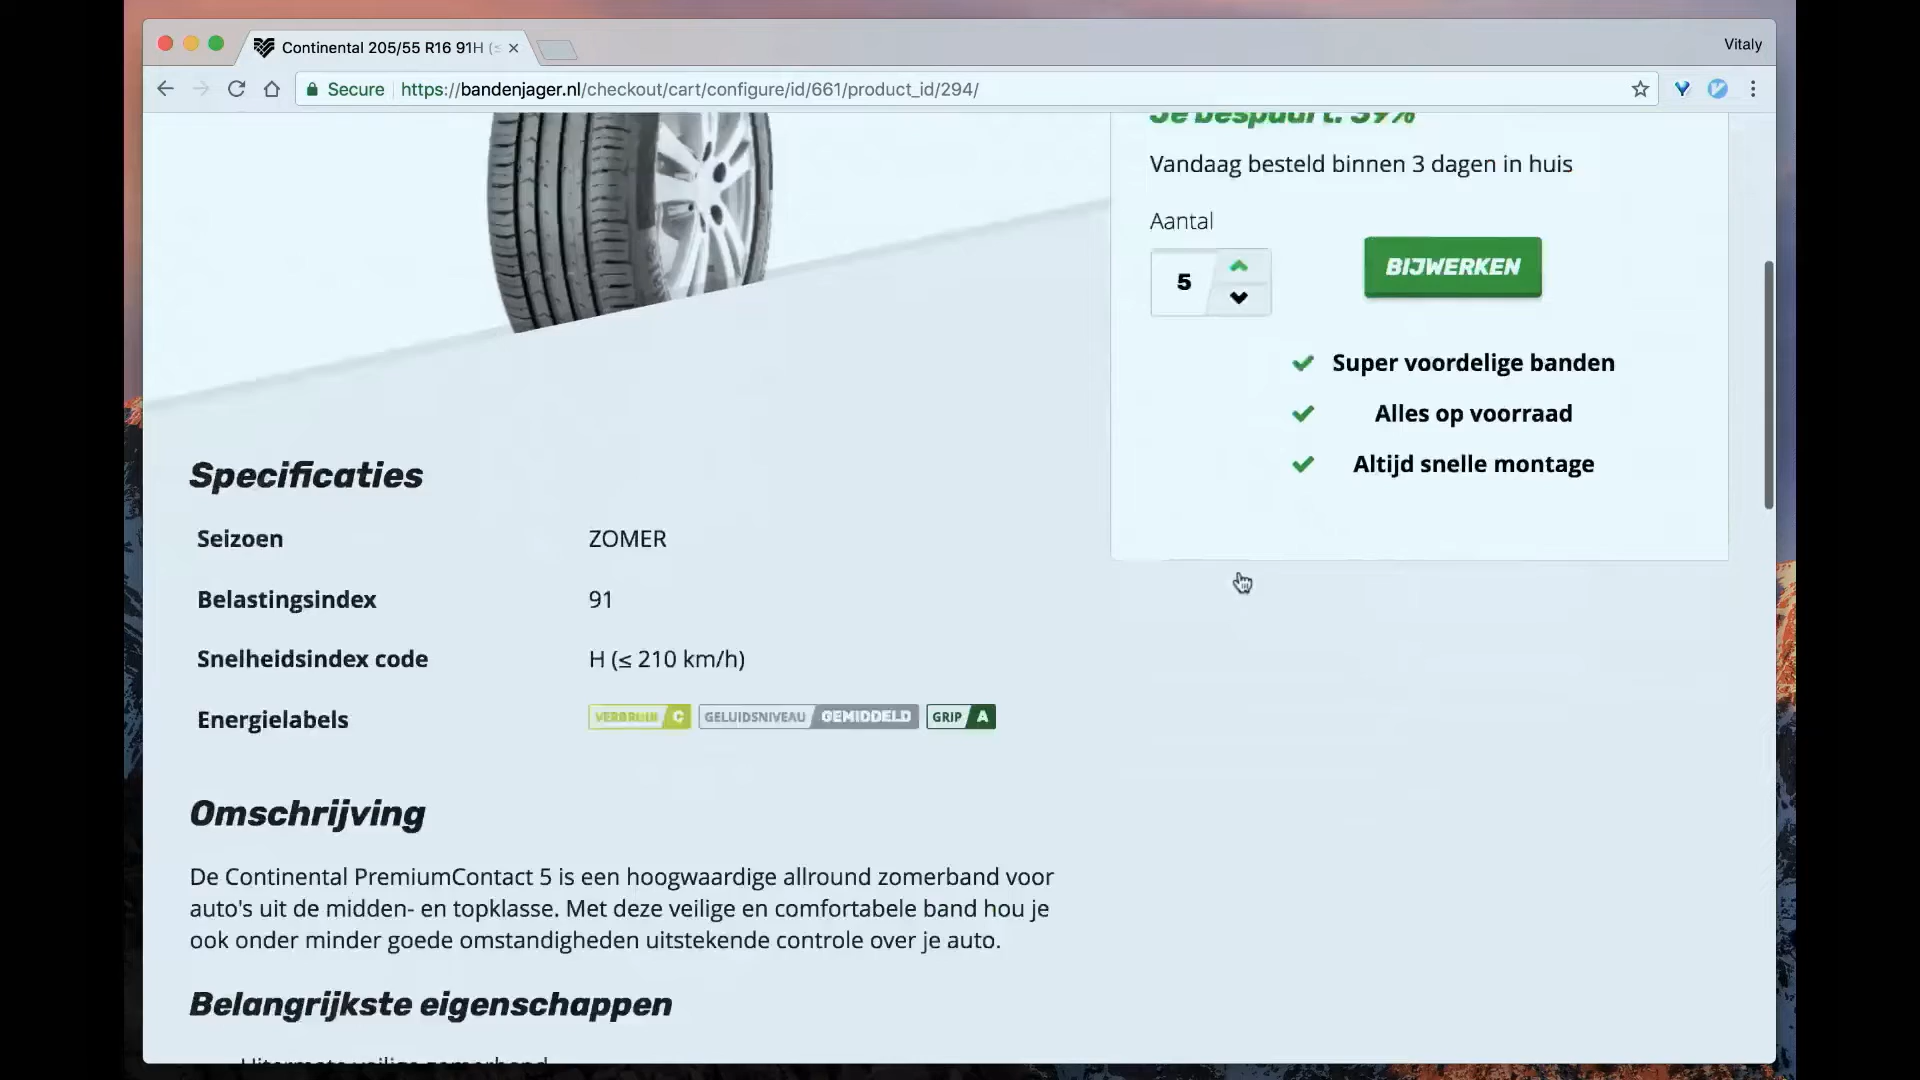 Continental 205/55 R16 91H (≤
Vitaly
Secure https://bandenjager.nl/checkout/cart/configure/id/661/product_id/294/
Je bespaart: 39%
Vandaag besteld binnen 3 dagen in huis
Aantal
5
BIJWERKEN
Super voordelige banden
Alles op voorraad
Altijd snelle montage
Specificaties
Seizoen ZOMER
Belastingsindex 91
Snelheidsindex code H (≤ 210 km/h)
Energielabels VERBRUIK C GELUIDSNIVEAU GEMIDDELD GRIP A
Omschrijving
De Continental PremiumContact 5 is een hoogwaardige allround zomerband voor
auto's uit de midden- en topklasse. Met deze veilige en comfortabele band hou je
ook onder minder goede omstandigheden uitstekende controle over je auto.
Belangrijkste eigenschappen
Uitermate veilige zomerband